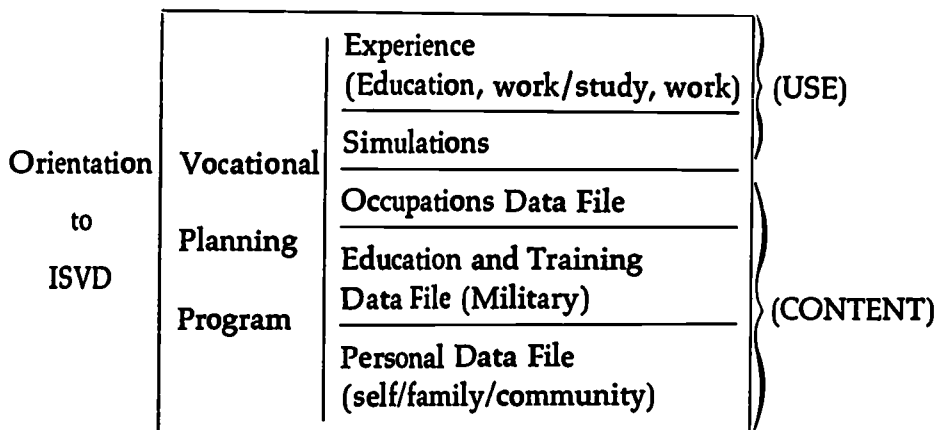 Orientation
to
ISVD
Vocational
Planning
Program
Experience
(Education, work/study, work)
Simulations
Occupations Data File
Education and Training
Data File (Military)
Personal Data File
(self/family/community)
(USE)
(CONTENT)